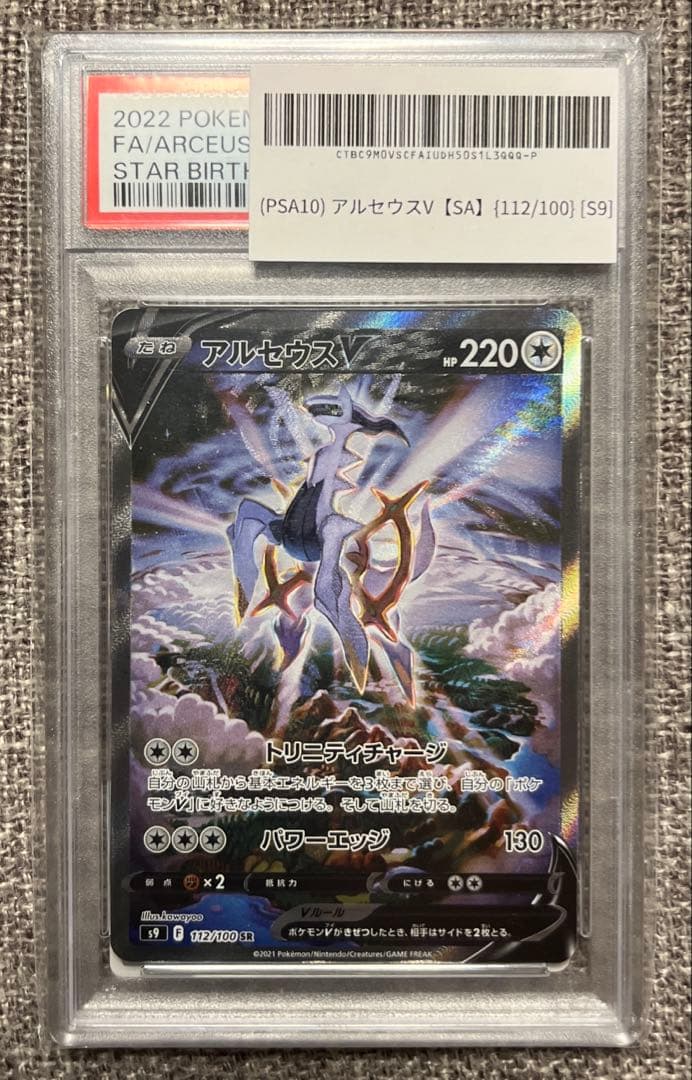 2022 POKEM
FA/ARCEUS
STAR BIRTH
CTBC9M0VSCFAIUDH5OS1L3QQQ-P
(PSA10) アルセウスV【SA】{112/100} [S9]
たね アルセウスV HP 220
トリニティチャージ
自分の山札から基本エネルギーを3枚まで選び、自分の「ポケ
モンV」に好きなようにつける。そして山札を切る。
パワーエッジ 130
弱点 ×2 抵抗力 にげる
Vルール
ポケモンVがきぜつしたとき、相手はサイドを2枚とる。
Illus.kawayoo
s9 F 112/100 SR
©2021 Pokémon/Nintendo/Creatures/GAME FREAK